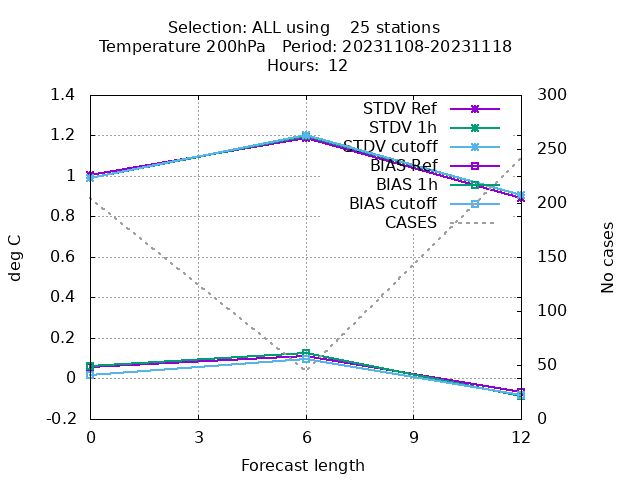 Selection: ALL using    25 stations
Temperature 200hPa   Period: 20231108-20231118
Hours: 12
1.4
1.2
1
0.8
0.6
0.4
0.2
0
-0.2
300
250
200
150
100
50
0
STDV Ref
STDV 1h
STDV cutoff
BIAS Ref
BIAS 1h
BIAS cutoff
CASES
deg C
No cases
0 3 6 9 12
Forecast length